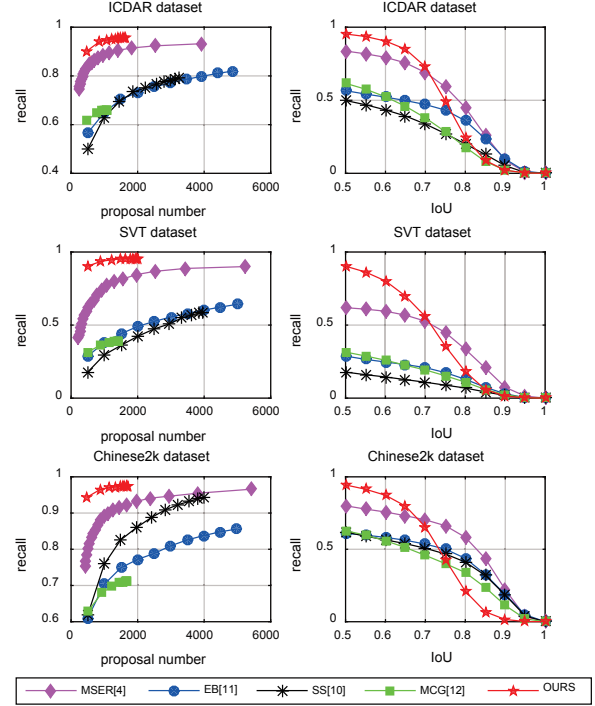 ICDAR dataset
1
0.8
0.6
0.4
0 2000 4000 6000
recall
proposal number
ICDAR dataset
1
0.5
0
0.5 0.6 0.7 0.8 0.9 1
recall
IoU
SVT dataset
1
0.5
0
0 2000 4000 6000
recall
proposal number
SVT dataset
1
0.5
0
0.5 0.6 0.7 0.8 0.9 1
recall
IoU
Chinese2k dataset
1
0.9
0.8
0.7
0.6
0 2000 4000 6000
recall
proposal number
Chinese2k dataset
1
0.5
0
0.5 0.6 0.7 0.8 0.9 1
recall
IoU
MSER[4] EB[11] SS[10] MCG[12] OURS